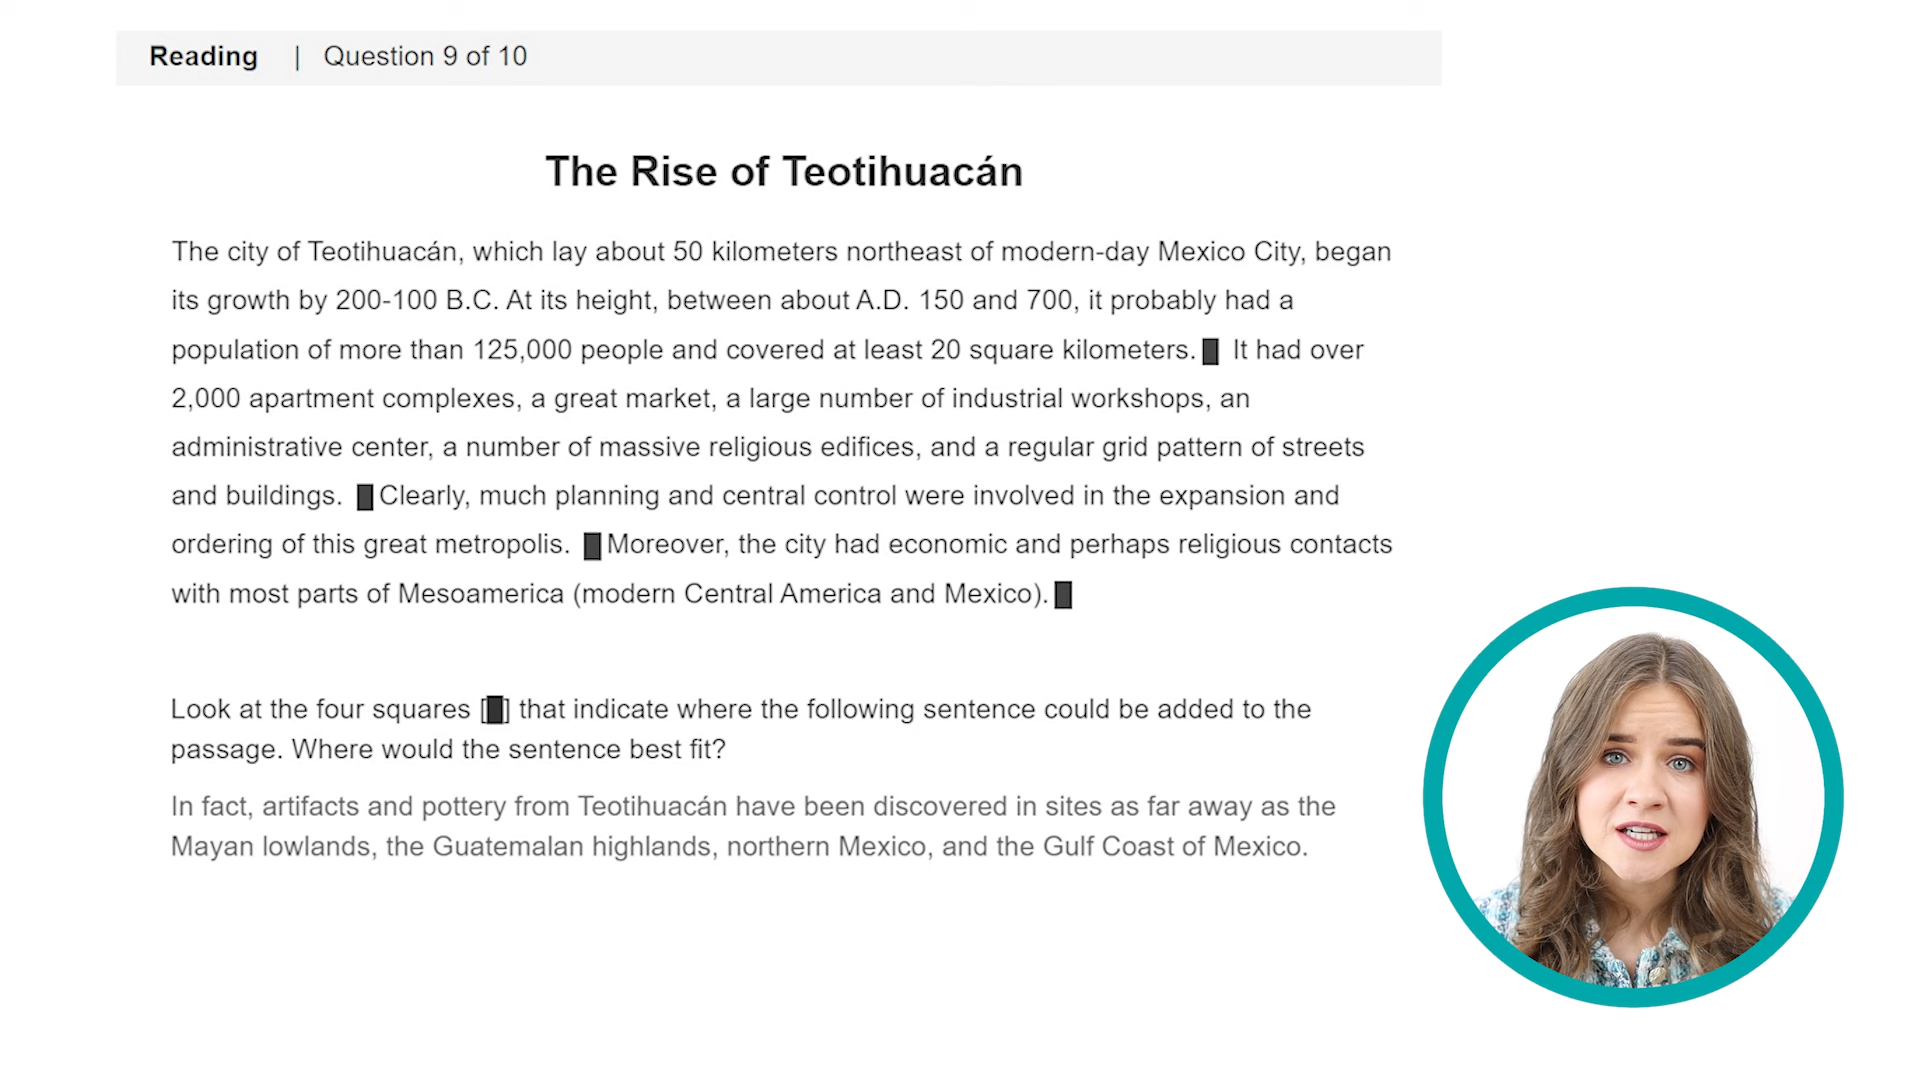 Reading | Question 9 of 10
The Rise of Teotihuacán
The city of Teotihuacán, which lay about 50 kilometers northeast of modern-day Mexico City, began
its growth by 200-100 B.C. At its height, between about A.D. 150 and 700, it probably had a
population of more than 125,000 people and covered at least 20 square kilometers. ■ It had over
2,000 apartment complexes, a great market, a large number of industrial workshops, an
administrative center, a number of massive religious edifices, and a regular grid pattern of streets
and buildings. ■ Clearly, much planning and central control were involved in the expansion and
ordering of this great metropolis. ■ Moreover, the city had economic and perhaps religious contacts
with most parts of Mesoamerica (modern Central America and Mexico). ■
Look at the four squares [■] that indicate where the following sentence could be added to the
passage. Where would the sentence best fit?
In fact, artifacts and pottery from Teotihuacán have been discovered in sites as far away as the
Mayan lowlands, the Guatemalan highlands, northern Mexico, and the Gulf Coast of Mexico.